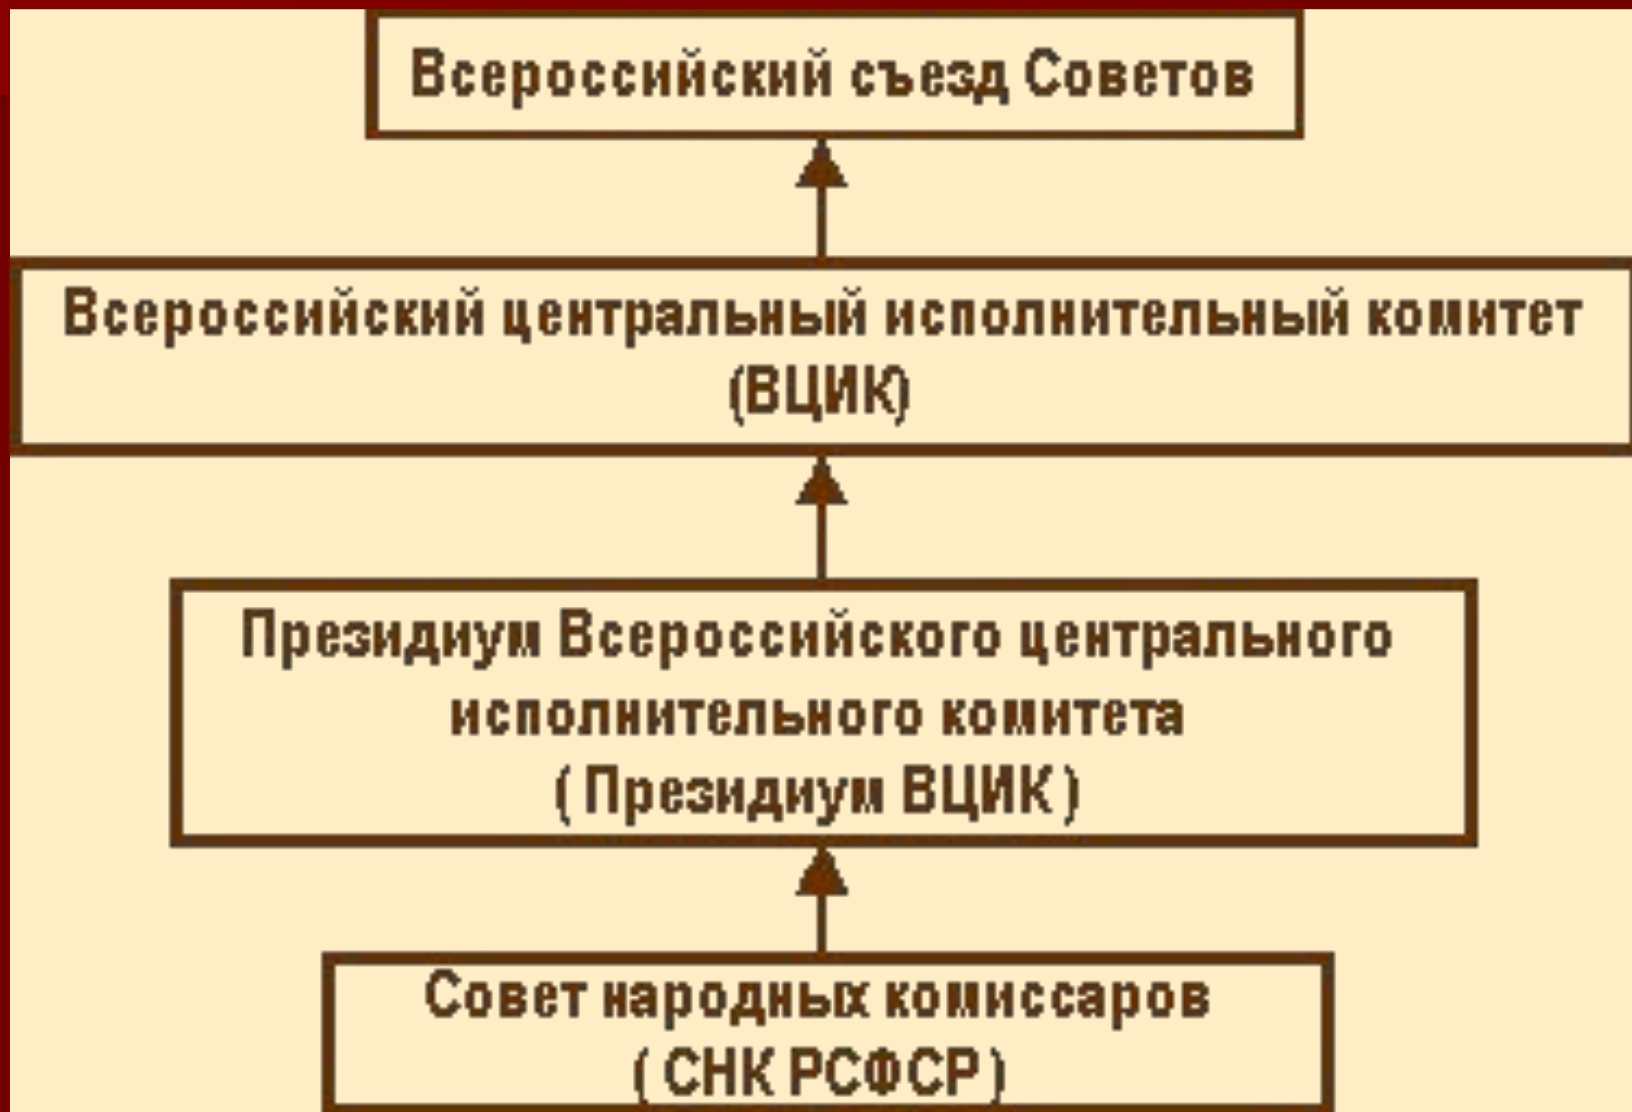 Всероссийский съезд Советов
Всероссийский центральный исполнительный комитет
(ВЦИК)
Президиум Всероссийского центрального
исполнительного комитета
( Президиум ВЦИК )
Совет народных комиссаров
( СНК РСФСР )